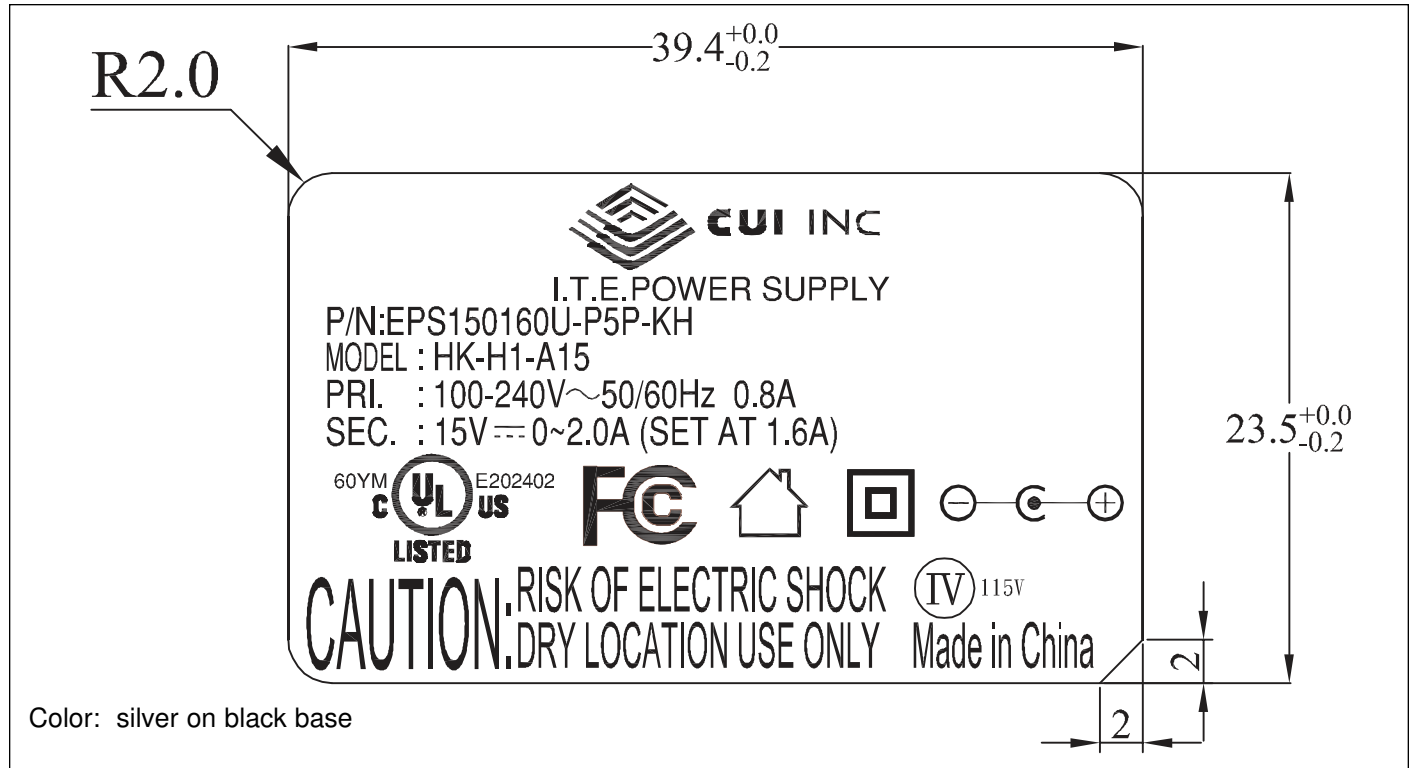 39.4 +0.0 -0.2
R2.0
CUI INC
I.T.E.POWER SUPPLY
P/N:EPS150160U-P5P-KH
MODEL : HK-H1-A15
PRI. : 100-240V～50/60Hz 0.8A
SEC. : 15V⎓0~2.0A (SET AT 1.6A)
23.5 +0.0 -0.2
60YM E202402
C UL® US
LISTED
FC
CAUTION: RISK OF ELECTRIC SHOCK
DRY LOCATION USE ONLY
IV 115V
Made in China
2
2
Color: silver on black base